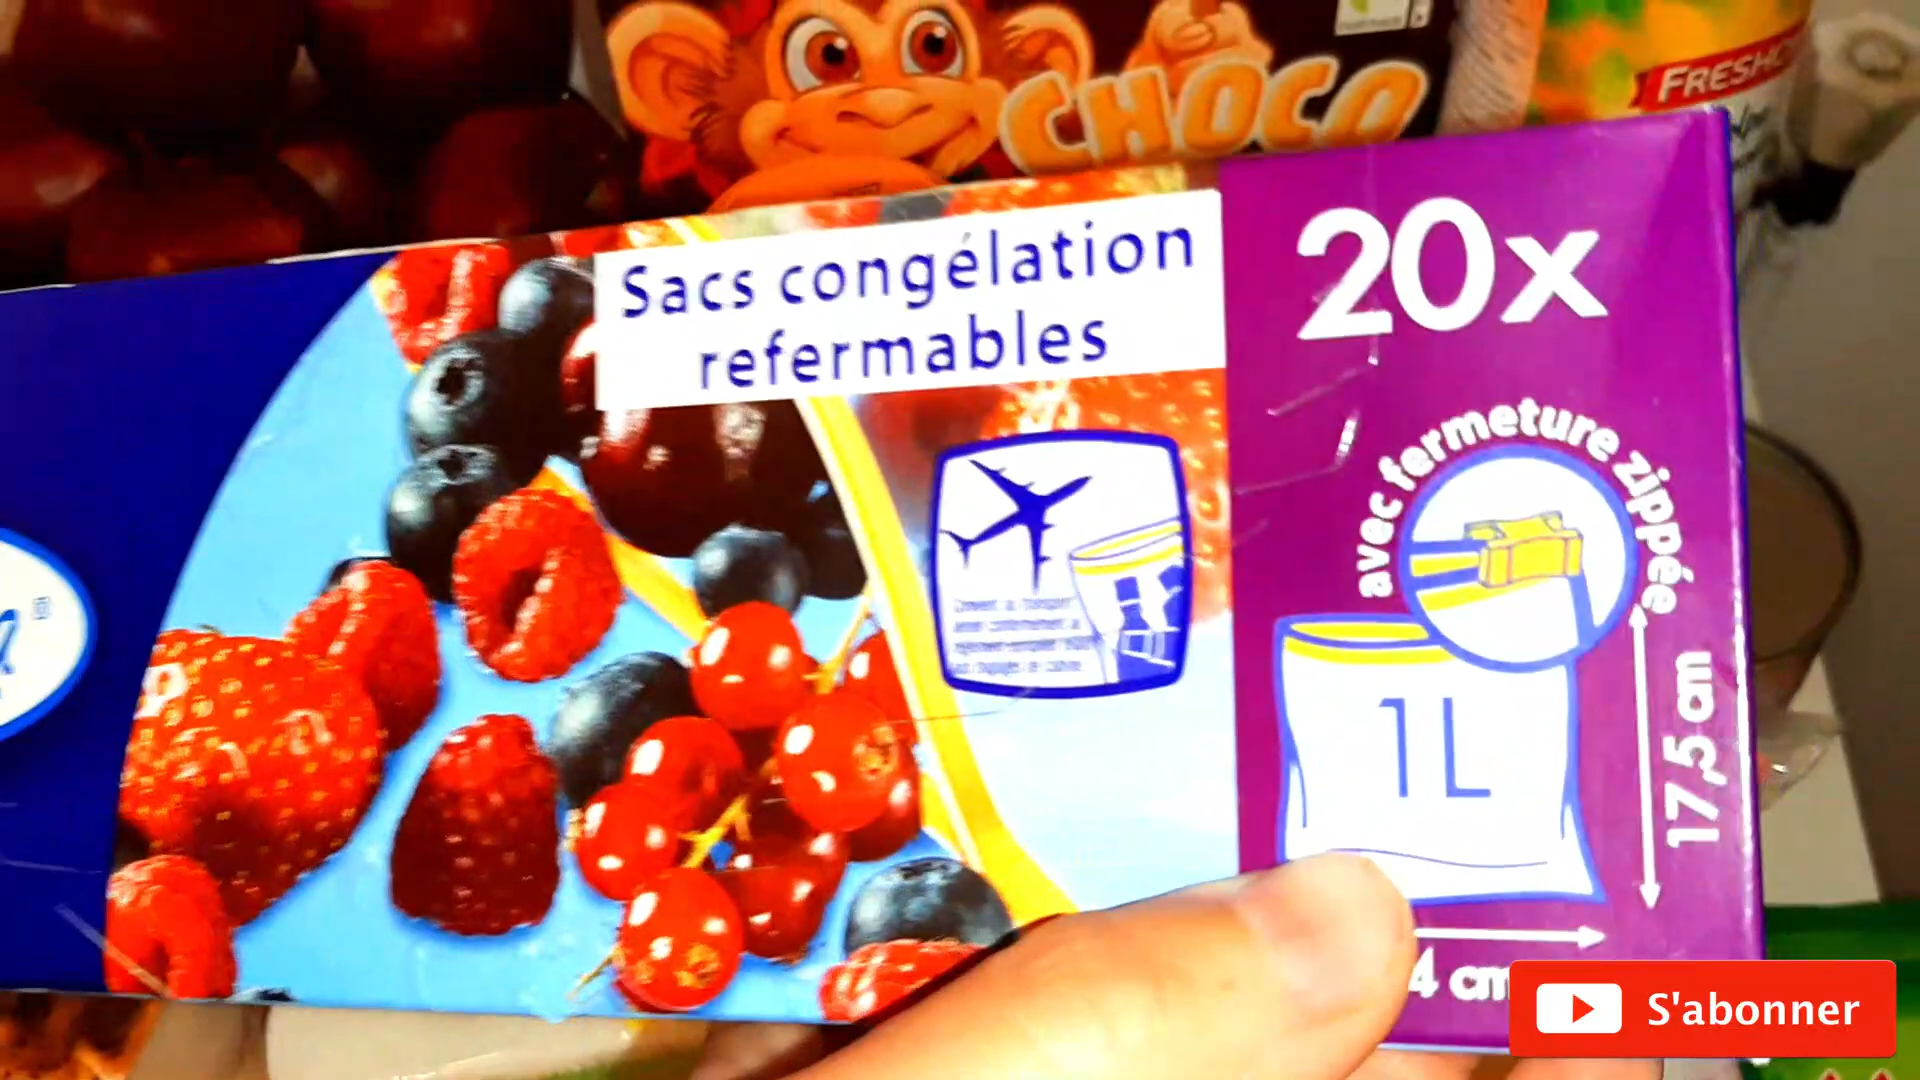 CHOCO
FRESH
Sacs congélation
refermables
20x
avec fermeture zippée
1L
17,5 cm
4 cm
S'abonner